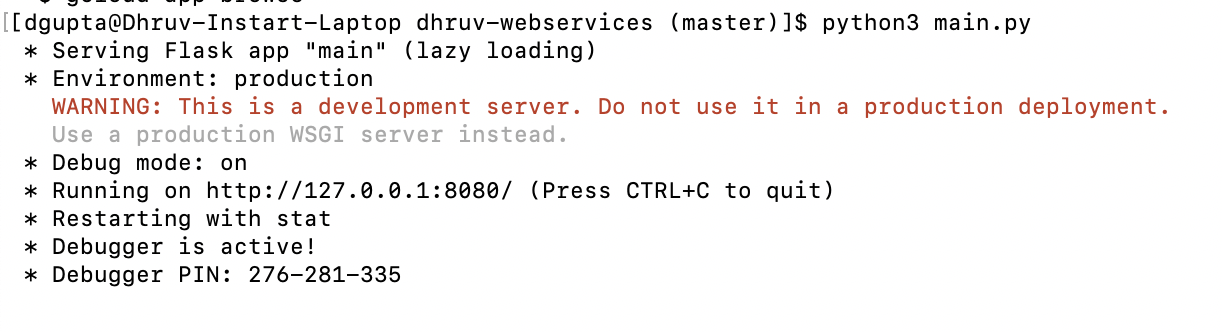 $ gcloud app browse
[[dgupta@Dhruv-Instart-Laptop dhruv-webservices (master)]$ python3 main.py
* Serving Flask app "main" (lazy loading)
* Environment: production
WARNING: This is a development server. Do not use it in a production deployment.
Use a production WSGI server instead.
* Debug mode: on
* Running on http://127.0.0.1:8080/ (Press CTRL+C to quit)
* Restarting with stat
* Debugger is active!
* Debugger PIN: 276-281-335